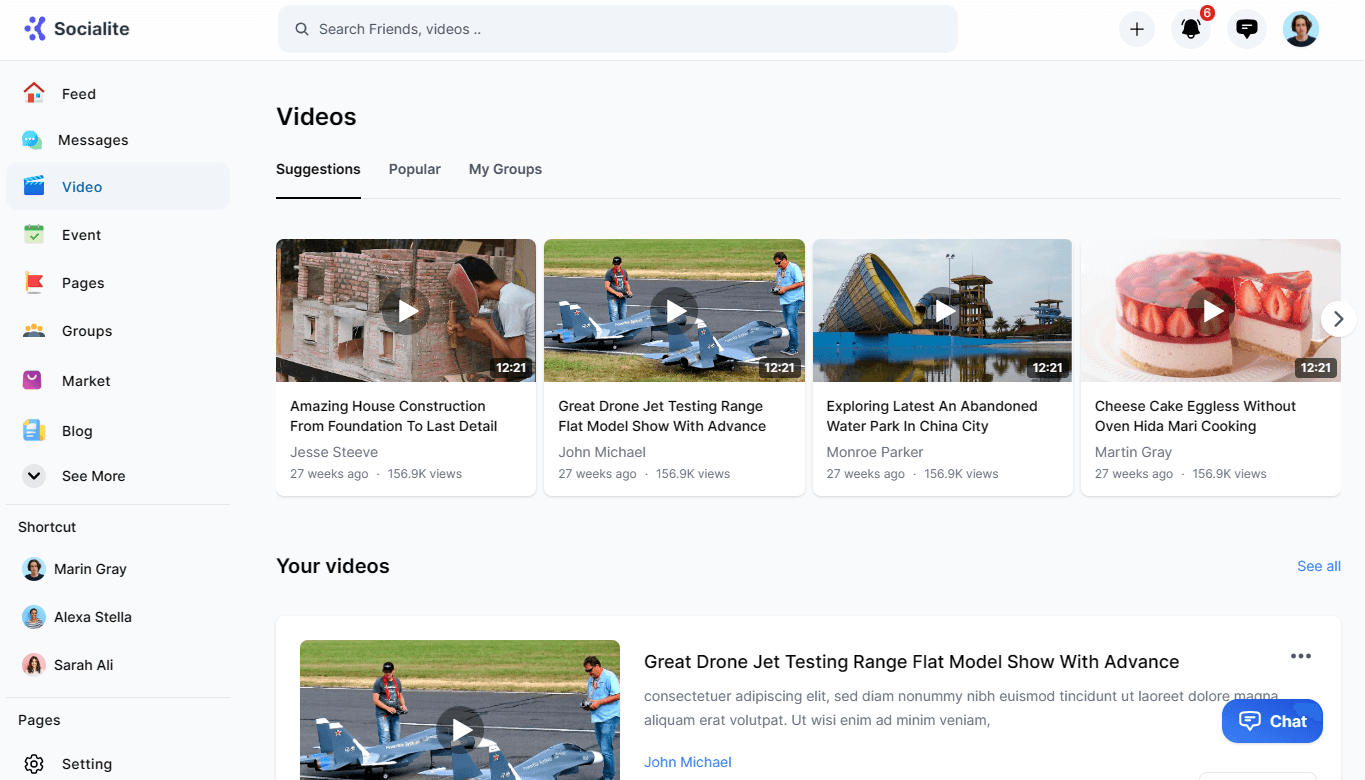 Socialite
Search Friends, videos ..
6
Feed
Messages
Video
Event
Pages
Groups
Market
Blog
See More
Shortcut
Marin Gray
Alexa Stella
Sarah Ali
Pages
Setting
Videos
Suggestions
Popular
My Groups
12:21
Amazing House Construction
From Foundation To Last Detail
Jesse Steeve
27 weeks ago · 156.9K views
12:21
Great Drone Jet Testing Range
Flat Model Show With Advance
John Michael
27 weeks ago · 156.9K views
12:21
Exploring Latest An Abandoned
Water Park In China City
Monroe Parker
27 weeks ago · 156.9K views
12:21
Cheese Cake Eggless Without
Oven Hida Mari Cooking
Martin Gray
27 weeks ago · 156.9K views
Your videos
See all
Great Drone Jet Testing Range Flat Model Show With Advance
consectetuer adipiscing elit, sed diam nonummy nibh euismod tincidunt ut laoreet dolore magna
aliquam erat volutpat. Ut wisi enim ad minim veniam,
John Michael
Chat